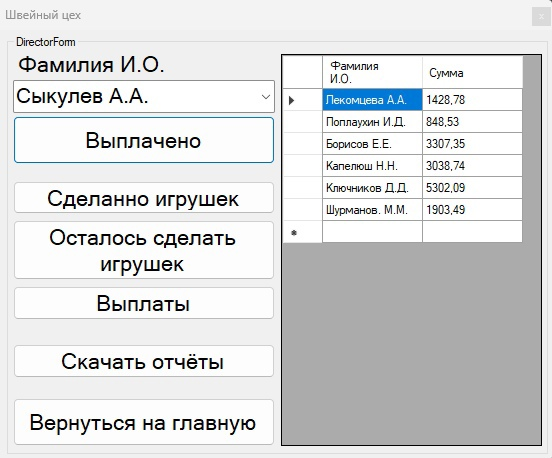 Швейный цех
x
DirectorForm
Фамилия И.О.
Сыкулев А.А.
Выплачено
Сделанно игрушек
Осталось сделать
игрушек
Выплаты
Скачать отчёты
Вернуться на главную
Фамилия
И.О.
Сумма
Лекомцева А.А. 1428,78
Поплаухин И.Д. 848,53
Борисов Е.Е. 3307,35
Капелюш Н.Н. 3038,74
Ключников Д.Д. 5302,09
Шурманов. М.М. 1903,49